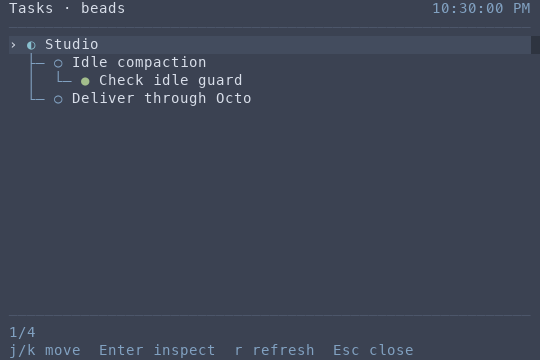 Tasks · beads 10:30:00 PM
› ◐ Studio
├─ ○ Idle compaction
│ └─ ● Check idle guard
└─ ○ Deliver through Octo
1/4
j/k move  Enter inspect  r refresh  Esc close